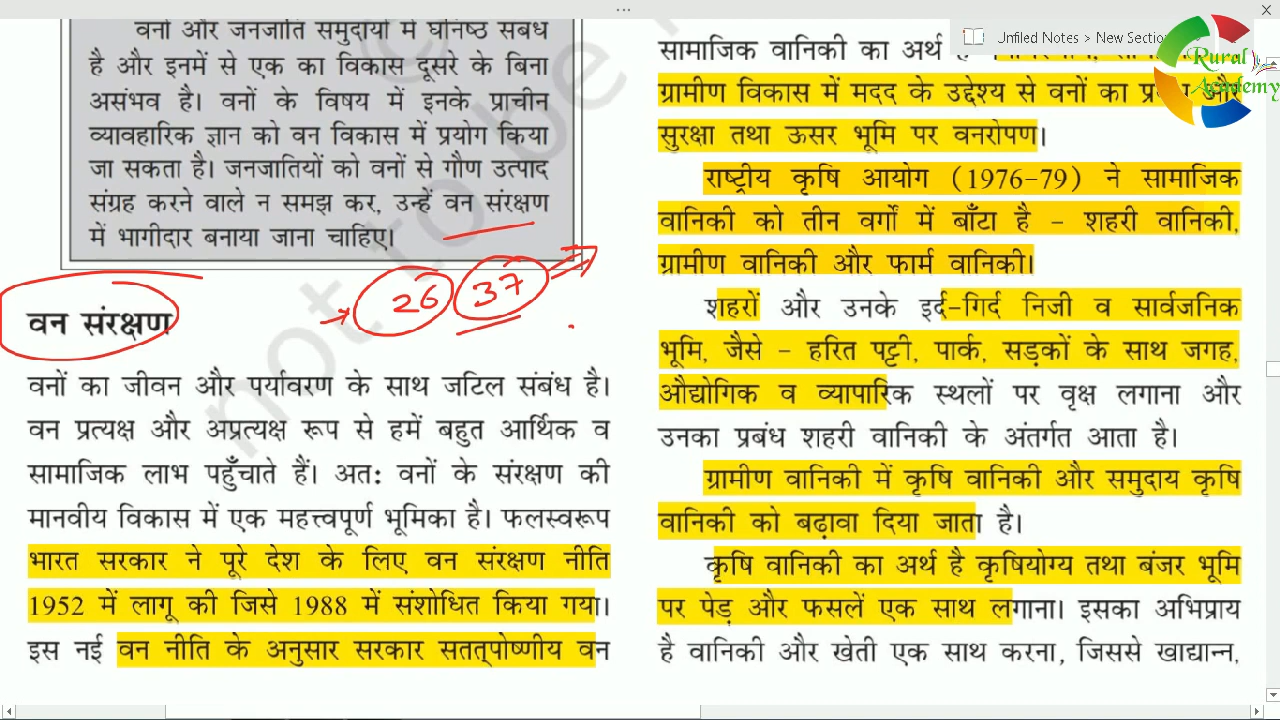 वनों और जनजाति समुदायों में घनिष्ठ संबंध
है और इनमें से एक का विकास दूसरे के बिना
असंभव है। वनों के विषय में इनके प्राचीन
व्यावहारिक ज्ञान को वन विकास में प्रयोग किया
जा सकता है। जनजातियों को वनों से गौण उत्पाद
संग्रह करने वाले न समझ कर, उन्हें वन संरक्षण
में भागीदार बनाया जाना चाहिए।
26 37
वन संरक्षण
वनों का जीवन और पर्यावरण के साथ जटिल संबंध है।
वन प्रत्यक्ष और अप्रत्यक्ष रूप से हमें बहुत आर्थिक व
सामाजिक लाभ पहुँचाते हैं। अतः वनों के संरक्षण की
मानवीय विकास में एक महत्त्वपूर्ण भूमिका है। फलस्वरूप
भारत सरकार ने पूरे देश के लिए वन संरक्षण नीति
1952 में लागू की जिसे 1988 में संशोधित किया गया।
इस नई वन नीति के अनुसार सरकार सततृपोष्णीय वन
not to be
Unfiled Notes > New Section
Rural
Academy
सामाजिक वानिकी का अर्थ है
ग्रामीण विकास में मदद के उद्देश्य से वनों का और
सुरक्षा तथा ऊसर भूमि पर वनरोपण।
राष्ट्रीय कृषि आयोग (1976-79) ने सामाजिक
वानिकी को तीन वर्गों में बाँटा है – शहरी वानिकी,
ग्रामीण वानिकी और फार्म वानिकी।
शहरों और उनके इर्द-गिर्द निजी व सार्वजनिक
भूमि, जैसे – हरित पट्टी, पार्क, सड़कों के साथ जगह,
औद्योगिक व व्यापारिक स्थलों पर वृक्ष लगाना और
उनका प्रबंध शहरी वानिकी के अंतर्गत आता है।
ग्रामीण वानिकी में कृषि वानिकी और समुदाय कृषि
वानिकी को बढ़ावा दिया जाता है।
कृषि वानिकी का अर्थ है कृषियोग्य तथा बंजर भूमि
पर पेड़ और फसलें एक साथ लगाना। इसका अभिप्राय
है वानिकी और खेती एक साथ करना, जिससे खाद्यान्न,